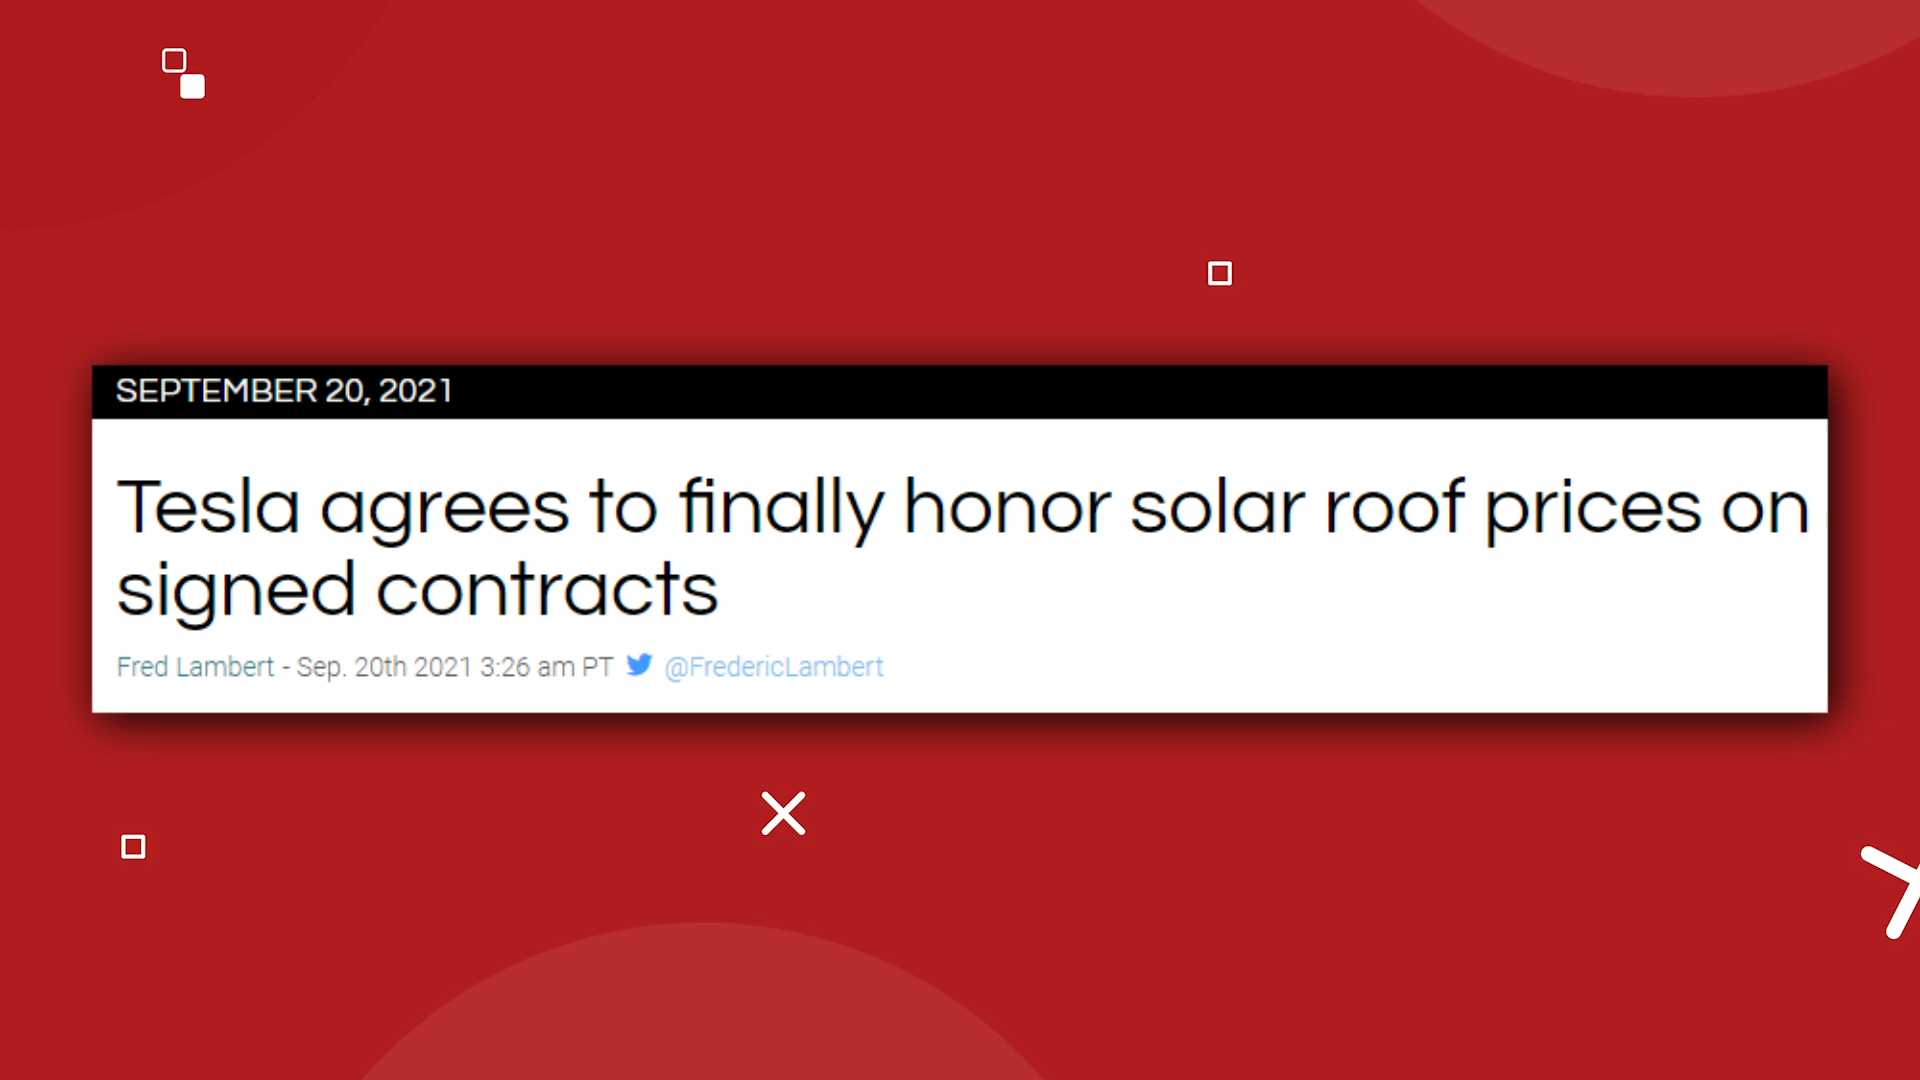 SEPTEMBER 20, 2021
Tesla agrees to finally honor solar roof prices on
signed contracts
Fred Lambert - Sep. 20th 2021 3:26 am PT @FredericLambert